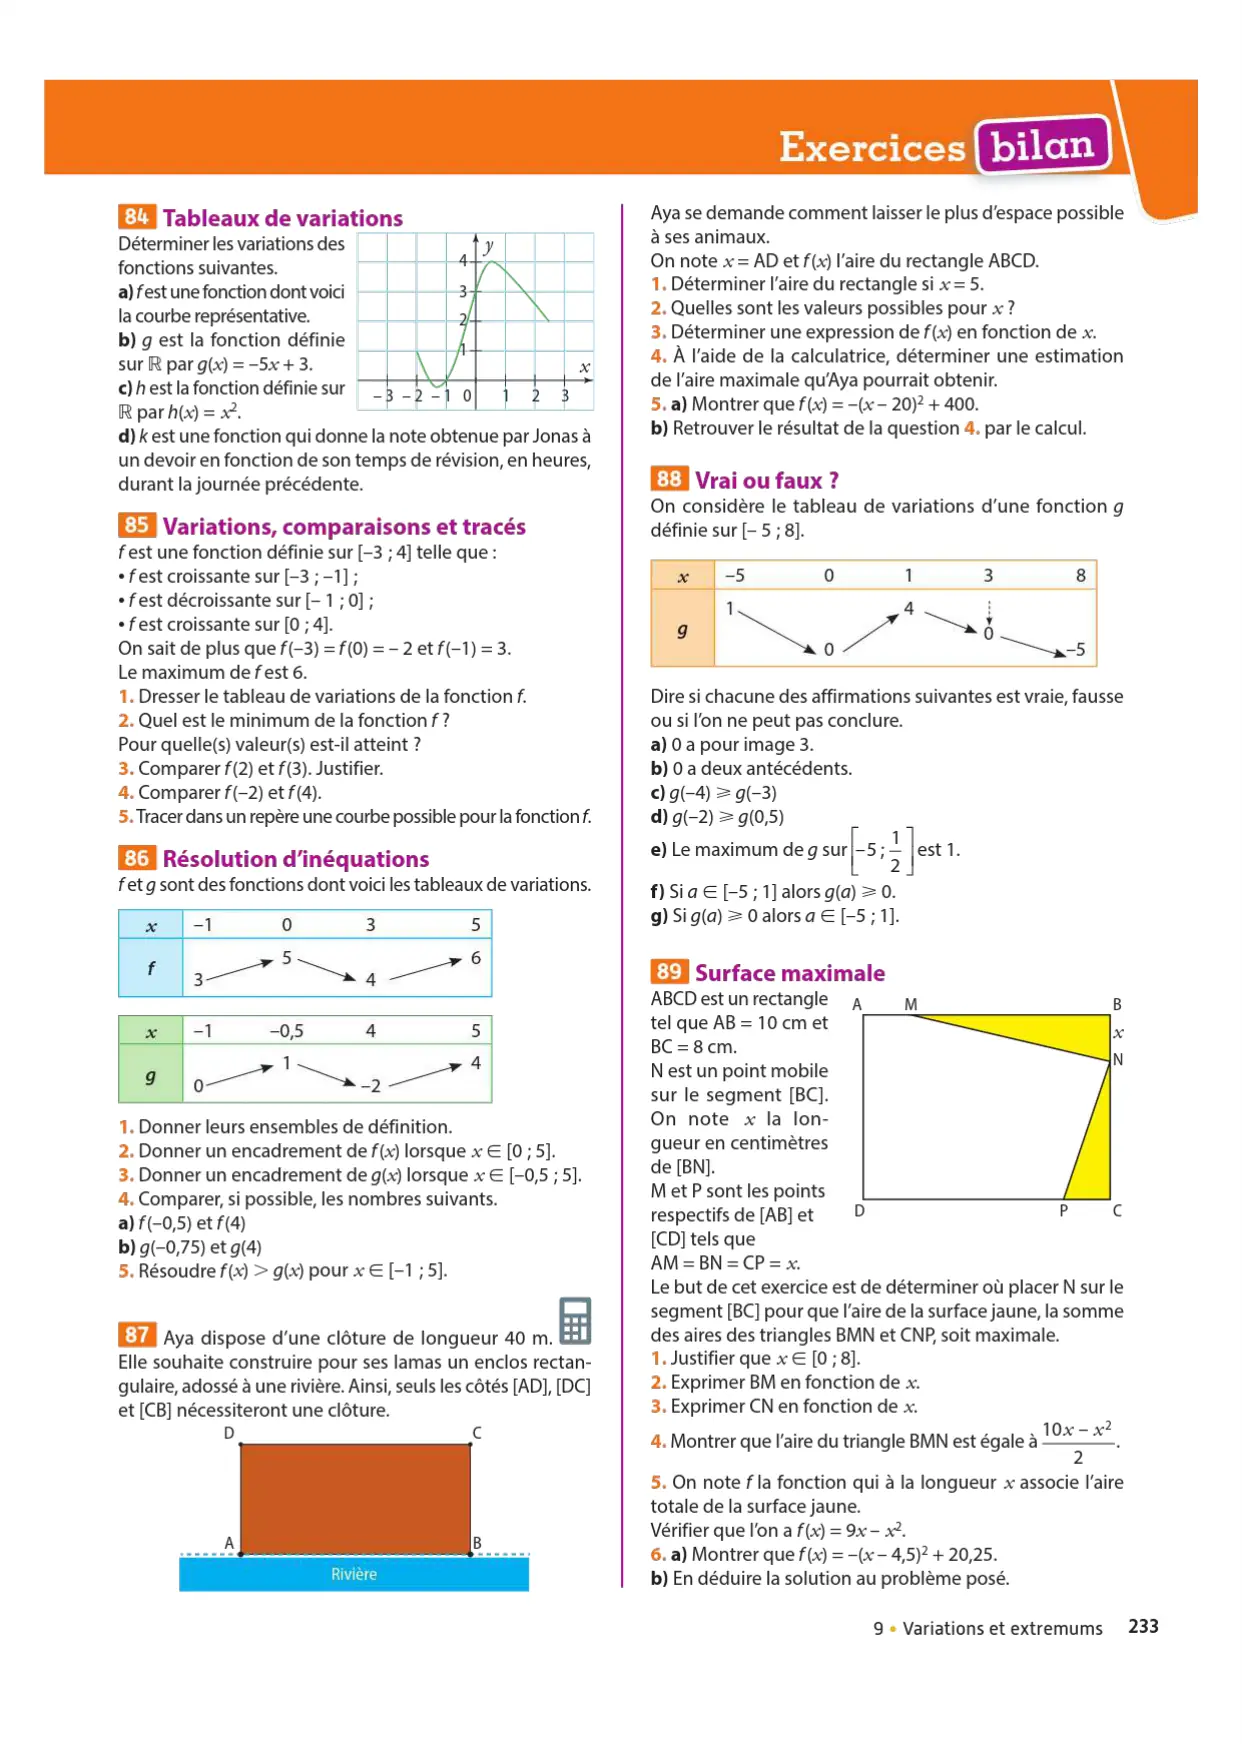 Exercices bilan
84 Tableaux de variations
Déterminer les variations des
fonctions suivantes.
a) f est une fonction dont voici
la courbe représentative.
b) g est la fonction définie
sur ℝ par g(x) = –5x + 3.
c) h est la fonction définie sur
ℝ par h(x) = x².
y
4
3
2
1
x
–3 –2 –1 0 1 2 3
d) k est une fonction qui donne la note obtenue par Jonas à
un devoir en fonction de son temps de révision, en heures,
durant la journée précédente.
85 Variations, comparaisons et tracés
f est une fonction définie sur [–3 ; 4] telle que :
• f est croissante sur [–3 ; –1] ;
• f est décroissante sur [– 1 ; 0] ;
• f est croissante sur [0 ; 4].
On sait de plus que f(–3) = f(0) = – 2 et f(–1) = 3.
Le maximum de f est 6.
1. Dresser le tableau de variations de la fonction f.
2. Quel est le minimum de la fonction f ?
Pour quelle(s) valeur(s) est-il atteint ?
3. Comparer f(2) et f(3). Justifier.
4. Comparer f(–2) et f(4).
5. Tracer dans un repère une courbe possible pour la fonction f.
86 Résolution d’inéquations
f et g sont des fonctions dont voici les tableaux de variations.
x –1 0 3 5
f 3 5 4 6
x –1 –0,5 4 5
g 0 1 –2 4
1. Donner leurs ensembles de définition.
2. Donner un encadrement de f(x) lorsque x ∈ [0 ; 5].
3. Donner un encadrement de g(x) lorsque x ∈ [–0,5 ; 5].
4. Comparer, si possible, les nombres suivants.
a) f(–0,5) et f(4)
b) g(–0,75) et g(4)
5. Résoudre f(x) > g(x) pour x ∈ [–1 ; 5].
87 Aya dispose d’une clôture de longueur 40 m.
Elle souhaite construire pour ses lamas un enclos rectan-
gulaire, adossé à une rivière. Ainsi, seuls les côtés [AD], [DC]
et [CB] nécessiteront une clôture.
D C
A B
Rivière
Aya se demande comment laisser le plus d’espace possible
à ses animaux.
On note x = AD et f(x) l’aire du rectangle ABCD.
1. Déterminer l’aire du rectangle si x = 5.
2. Quelles sont les valeurs possibles pour x ?
3. Déterminer une expression de f(x) en fonction de x.
4. À l’aide de la calculatrice, déterminer une estimation
de l’aire maximale qu’Aya pourrait obtenir.
5. a) Montrer que f(x) = –(x – 20)² + 400.
b) Retrouver le résultat de la question 4. par le calcul.
88 Vrai ou faux ?
On considère le tableau de variations d’une fonction g
définie sur [– 5 ; 8].
x –5 0 1 3 8
g 1 0 4 0 –5
Dire si chacune des affirmations suivantes est vraie, fausse
ou si l’on ne peut pas conclure.
a) 0 a pour image 3.
b) 0 a deux antécédents.
c) g(–4) ⩾ g(–3)
d) g(–2) ⩾ g(0,5)
e) Le maximum de g sur [–5 ; 1/2] est 1.
f) Si a ∈ [–5 ; 1] alors g(a) ⩾ 0.
g) Si g(a) ⩾ 0 alors a ∈ [–5 ; 1].
89 Surface maximale
ABCD est un rectangle
tel que AB = 10 cm et
BC = 8 cm.
N est un point mobile
sur le segment [BC].
On note x la lon-
gueur en centimètres
de [BN].
M et P sont les points
respectifs de [AB] et
[CD] tels que
AM = BN = CP = x.
A M B
x
N
D P C
Le but de cet exercice est de déterminer où placer N sur le
segment [BC] pour que l’aire de la surface jaune, la somme
des aires des triangles BMN et CNP, soit maximale.
1. Justifier que x ∈ [0 ; 8].
2. Exprimer BM en fonction de x.
3. Exprimer CN en fonction de x.
4. Montrer que l’aire du triangle BMN est égale à (10x – x²)/2.
5. On note f la fonction qui à la longueur x associe l’aire
totale de la surface jaune.
Vérifier que l’on a f(x) = 9x – x².
6. a) Montrer que f(x) = –(x – 4,5)² + 20,25.
b) En déduire la solution au problème posé.
9 • Variations et extremums 233